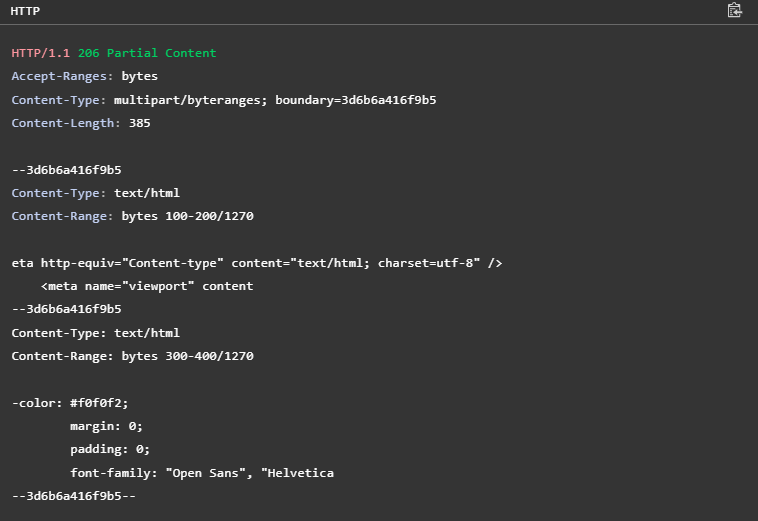 HTTP
HTTP/1.1 206 Partial Content
Accept-Ranges: bytes
Content-Type: multipart/byteranges; boundary=3d6b6a416f9b5
Content-Length: 385

--3d6b6a416f9b5
Content-Type: text/html
Content-Range: bytes 100-200/1270

eta http-equiv="Content-type" content="text/html; charset=utf-8" />
    <meta name="viewport" content
--3d6b6a416f9b5
Content-Type: text/html
Content-Range: bytes 300-400/1270

-color: #f0f0f2;
        margin: 0;
        padding: 0;
        font-family: "Open Sans", "Helvetica
--3d6b6a416f9b5--